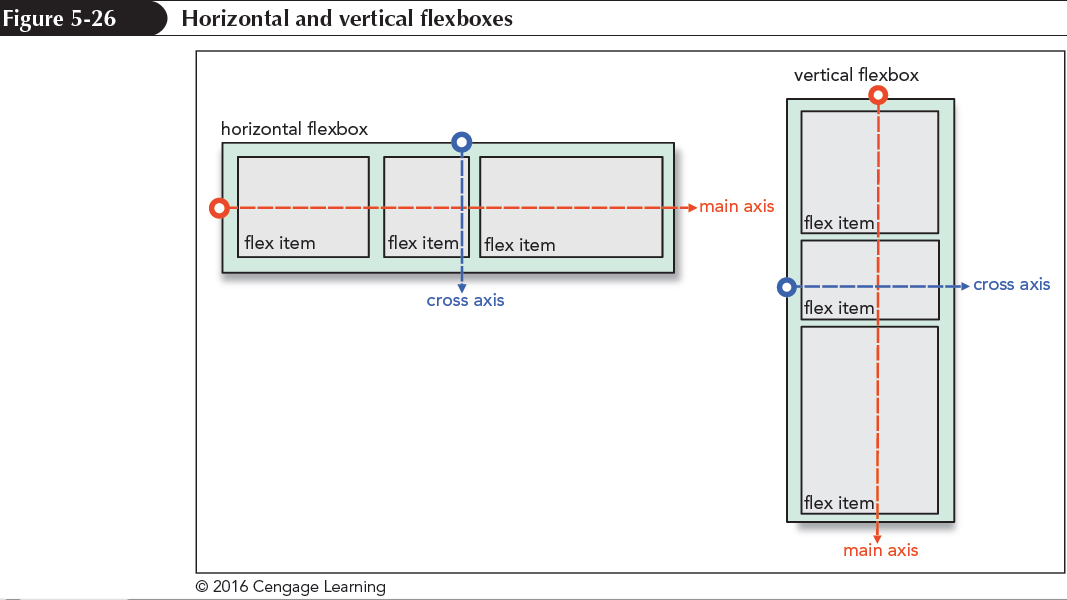 Figure 5-26 Horizontal and vertical flexboxes
horizontal flexbox
flex item flex item flex item
main axis
cross axis
vertical flexbox
flex item
flex item
cross axis
flex item
main axis
© 2016 Cengage Learning